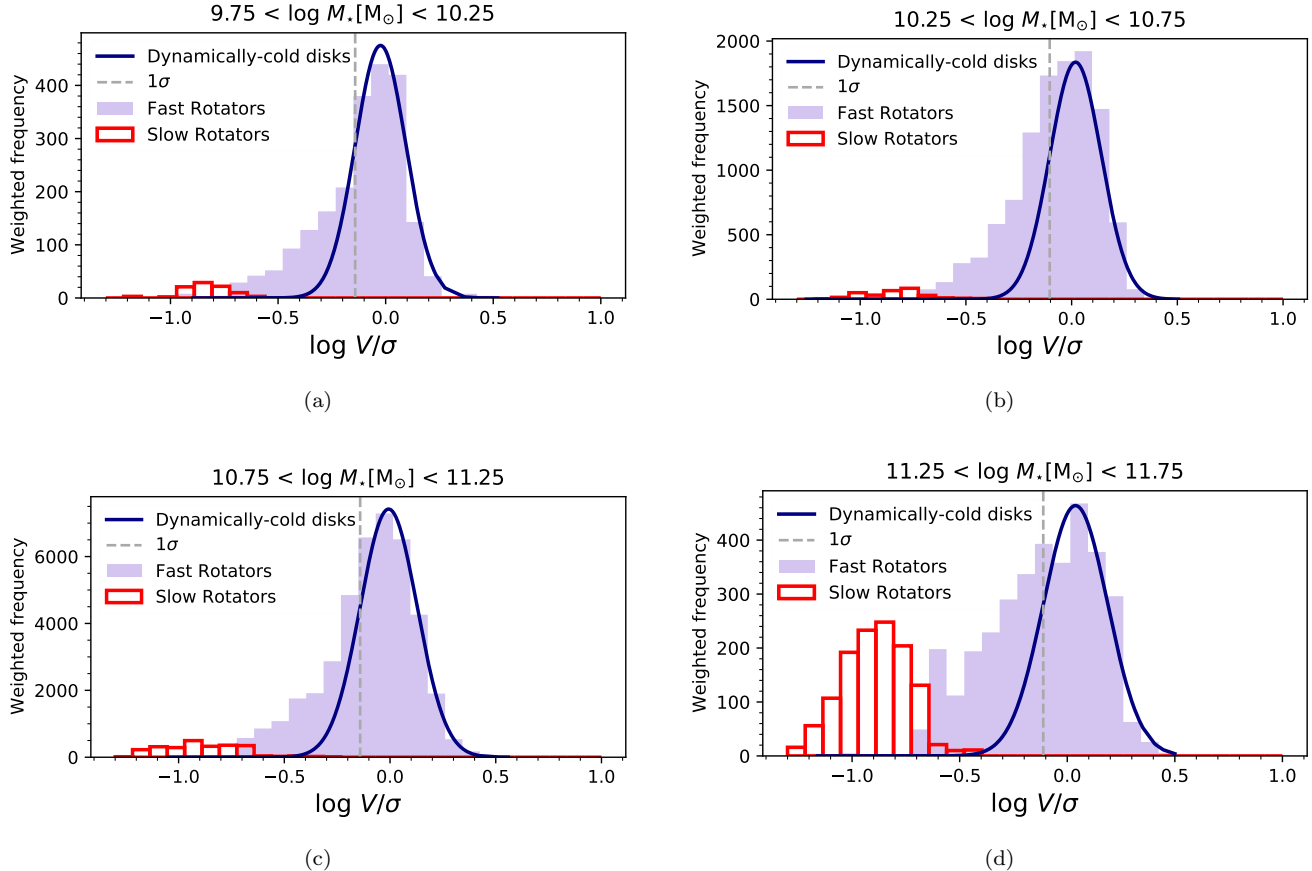 9.75 < log M⋆[M⊙] < 10.25
Weighted frequency
400
300
200
100
0
Dynamically-cold disks
1σ
Fast Rotators
Slow Rotators
−1.0 −0.5 0.0 0.5 1.0
log V/σ
(a)
10.25 < log M⋆[M⊙] < 10.75
Weighted frequency
2000
1500
1000
500
0
Dynamically-cold disks
1σ
Fast Rotators
Slow Rotators
−1.0 −0.5 0.0 0.5 1.0
log V/σ
(b)
10.75 < log M⋆[M⊙] < 11.25
Weighted frequency
6000
4000
2000
0
Dynamically-cold disks
1σ
Fast Rotators
Slow Rotators
−1.0 −0.5 0.0 0.5 1.0
log V/σ
(c)
11.25 < log M⋆[M⊙] < 11.75
Weighted frequency
400
300
200
100
0
Dynamically-cold disks
1σ
Fast Rotators
Slow Rotators
−1.0 −0.5 0.0 0.5 1.0
log V/σ
(d)